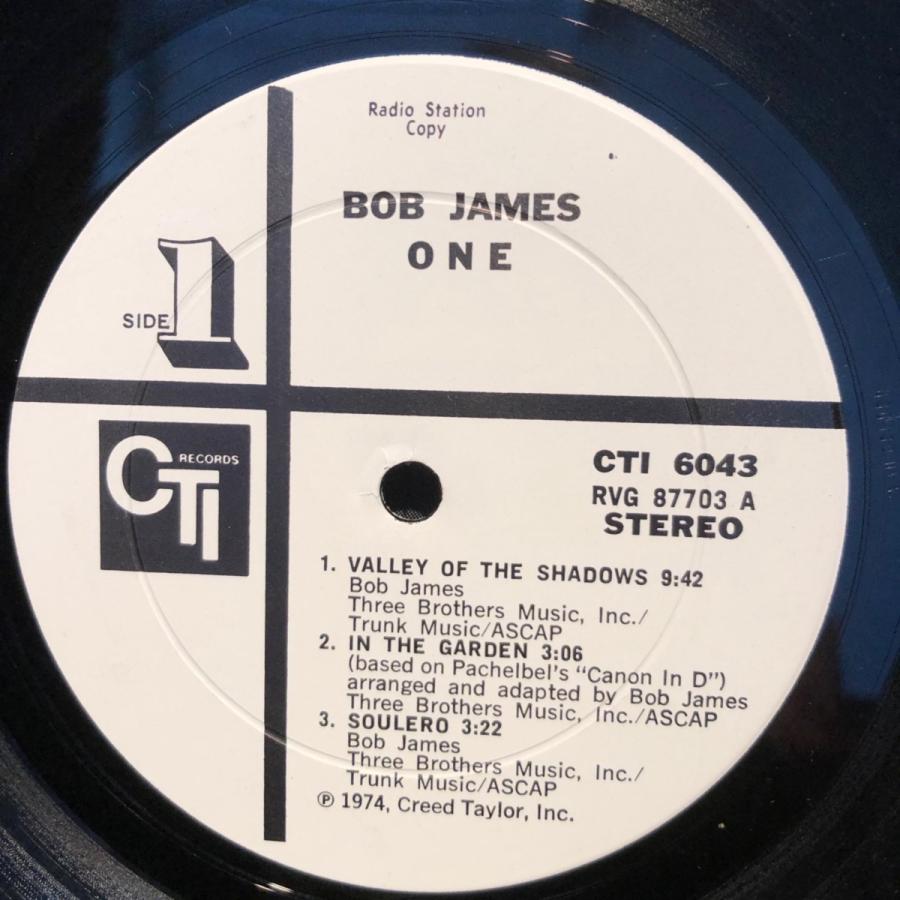 Radio Station
Copy
BOB JAMES
ONE
SIDE 1
CTI RECORDS
CTI 6043
RVG 87703 A
STEREO
1. VALLEY OF THE SHADOWS 9:42
Bob James
Three Brothers Music, Inc./
Trunk Music/ASCAP
2. IN THE GARDEN 3:06
(based on Pachelbel's "Canon In D")
arranged and adapted by Bob James
Three Brothers Music, Inc./ASCAP
3. SOULERO 3:22
Bob James
Three Brothers Music, Inc./
Trunk Music/ASCAP
℗ 1974, Creed Taylor, Inc.